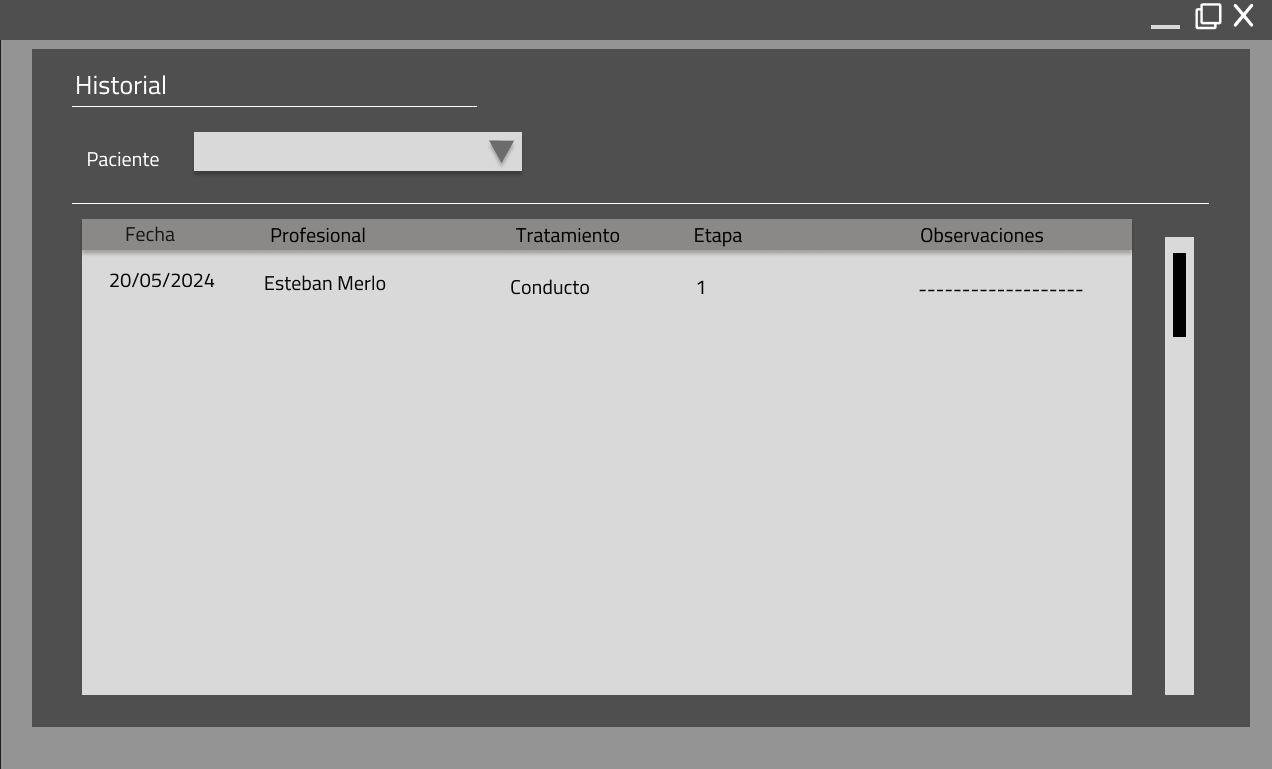 Historial
Paciente
Fecha Profesional Tratamiento Etapa Observaciones
20/05/2024 Esteban Merlo Conducto 1 -------------------